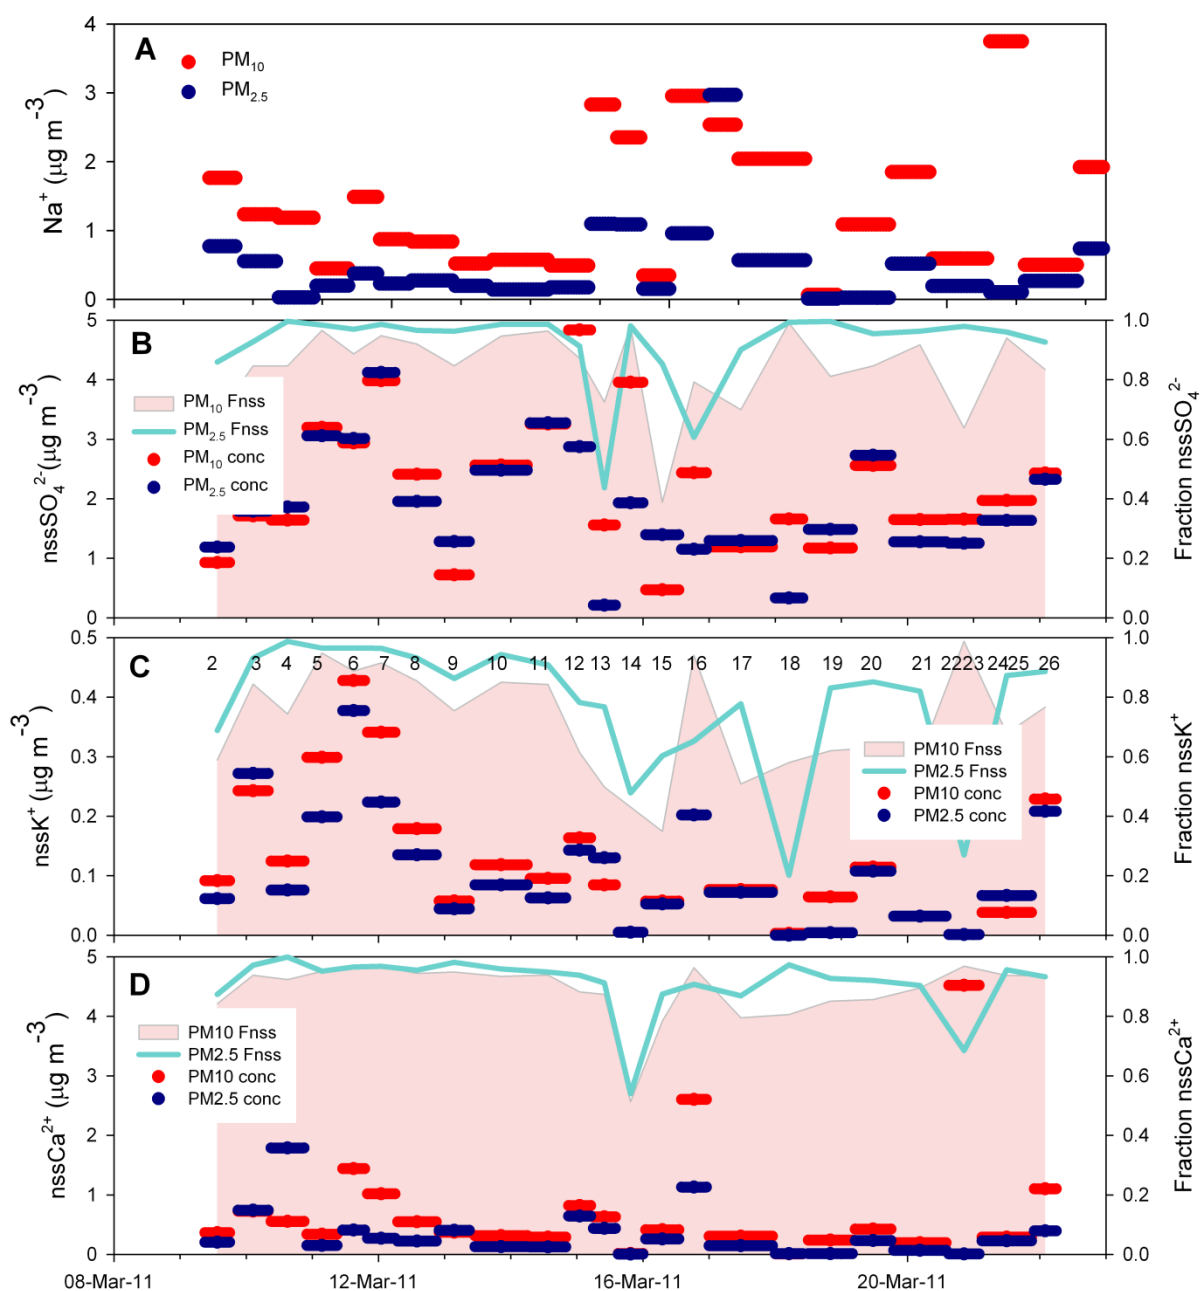 A
PM10
PM2.5
Na+ (μg m-3)
4
3
2
1
0
B
PM10 Fnss
PM2.5 Fnss
PM10 conc
PM2.5 conc
nssSO42-(μg m-3)
5
4
3
2
1
0
1.0
0.8
0.6
0.4
0.2
0.0
Fraction nssSO42-
C
2 3 4 5 6 7 8 9 10 11 12 13 14 15 16 17 18 19 20 21 222223 2425 26
PM10 Fnss
PM2.5 Fnss
PM10 conc
PM2.5 conc
nssK+ (μg m-3)
0.5
0.4
0.3
0.2
0.1
0.0
1.0
0.8
0.6
0.4
0.2
0.0
Fraction nssK+
D
PM10 Fnss
PM2.5 Fnss
PM10 conc
PM2.5 conc
nssCa2+ (μg m-3)
5
4
3
2
1
0
1.0
0.8
0.6
0.4
0.2
0.0
Fraction nssCa2+
08-Mar-11 12-Mar-11 16-Mar-11 20-Mar-11